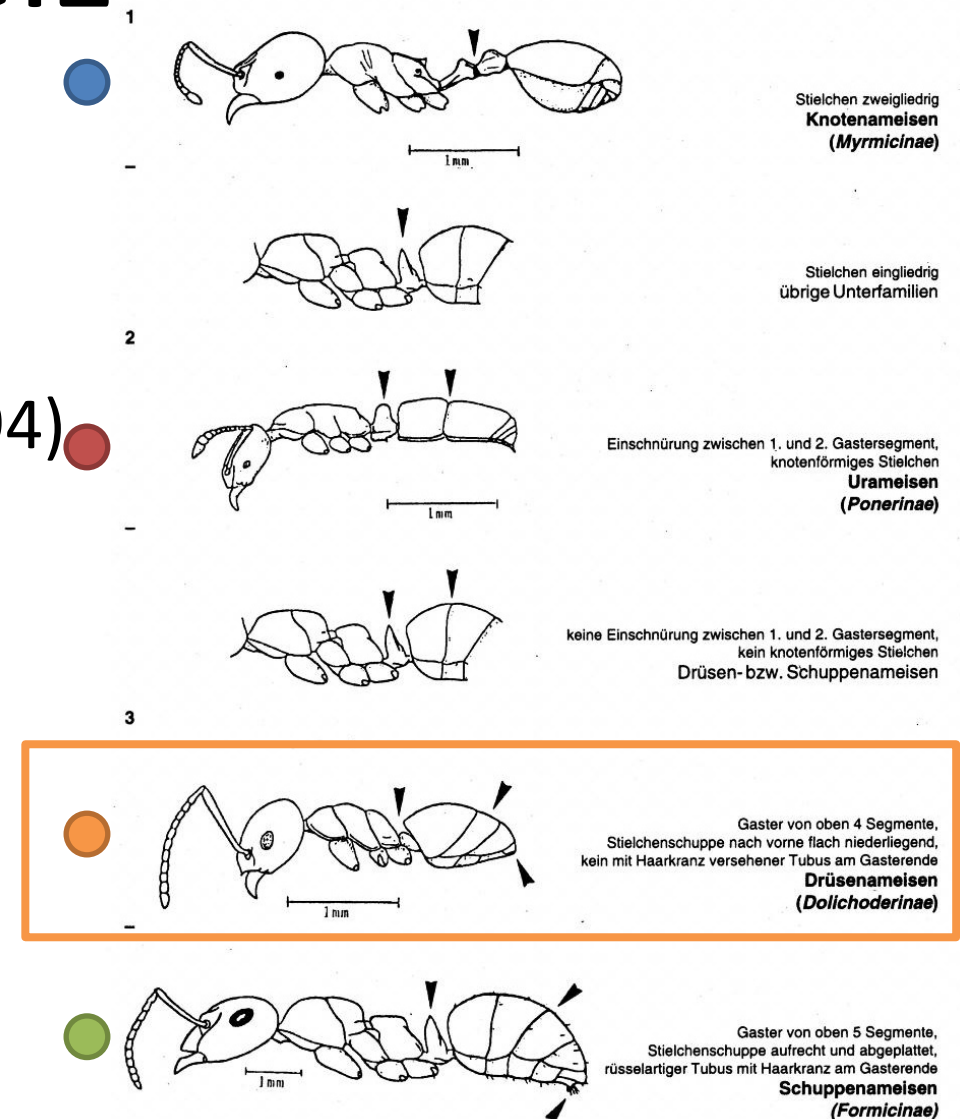 1
Stielchen zweigliedrig
Knotenameisen
(Myrmicinae)
1 mm
–
Stielchen eingliedrig
übrige Unterfamilien
2
94)
Einschnürung zwischen 1. und 2. Gastersegment,
knotenförmiges Stielchen
Urameisen
(Ponerinae)
1 mm
–
keine Einschnürung zwischen 1. und 2. Gastersegment,
kein knotenförmiges Stielchen
Drüsen- bzw. Schuppenameisen
3
Gaster von oben 4 Segmente,
Stielchenschuppe nach vorne flach niederliegend,
kein mit Haarkranz versehener Tubus am Gasterende
Drüsenameisen
(Dolichoderinae)
1 mm
–
Gaster von oben 5 Segmente,
Stielchenschuppe aufrecht und abgeplattet,
rüsselartiger Tubus mit Haarkranz am Gasterende
Schuppenameisen
(Formicinae)
1 mm